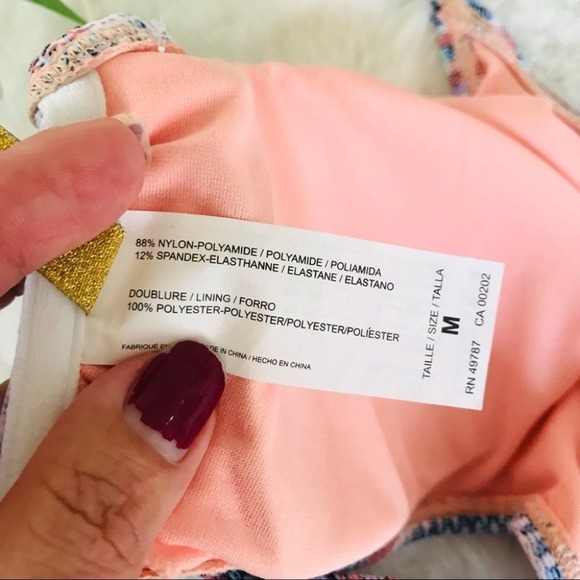 88% NYLON-POLYAMIDE / POLYAMIDE / POLIAMIDA
12% SPANDEX-ELASTHANNE / ELASTANE / ELASTANO
DOUBLURE / LINING / FORRO
100% POLYESTER-POLYESTER/POLYESTER/POLIÉSTER
FABRIQUÉ IN CHINA / HECHO EN CHINA
TAILLE / SIZE / TALLA
M
RN 49787 CA 00202